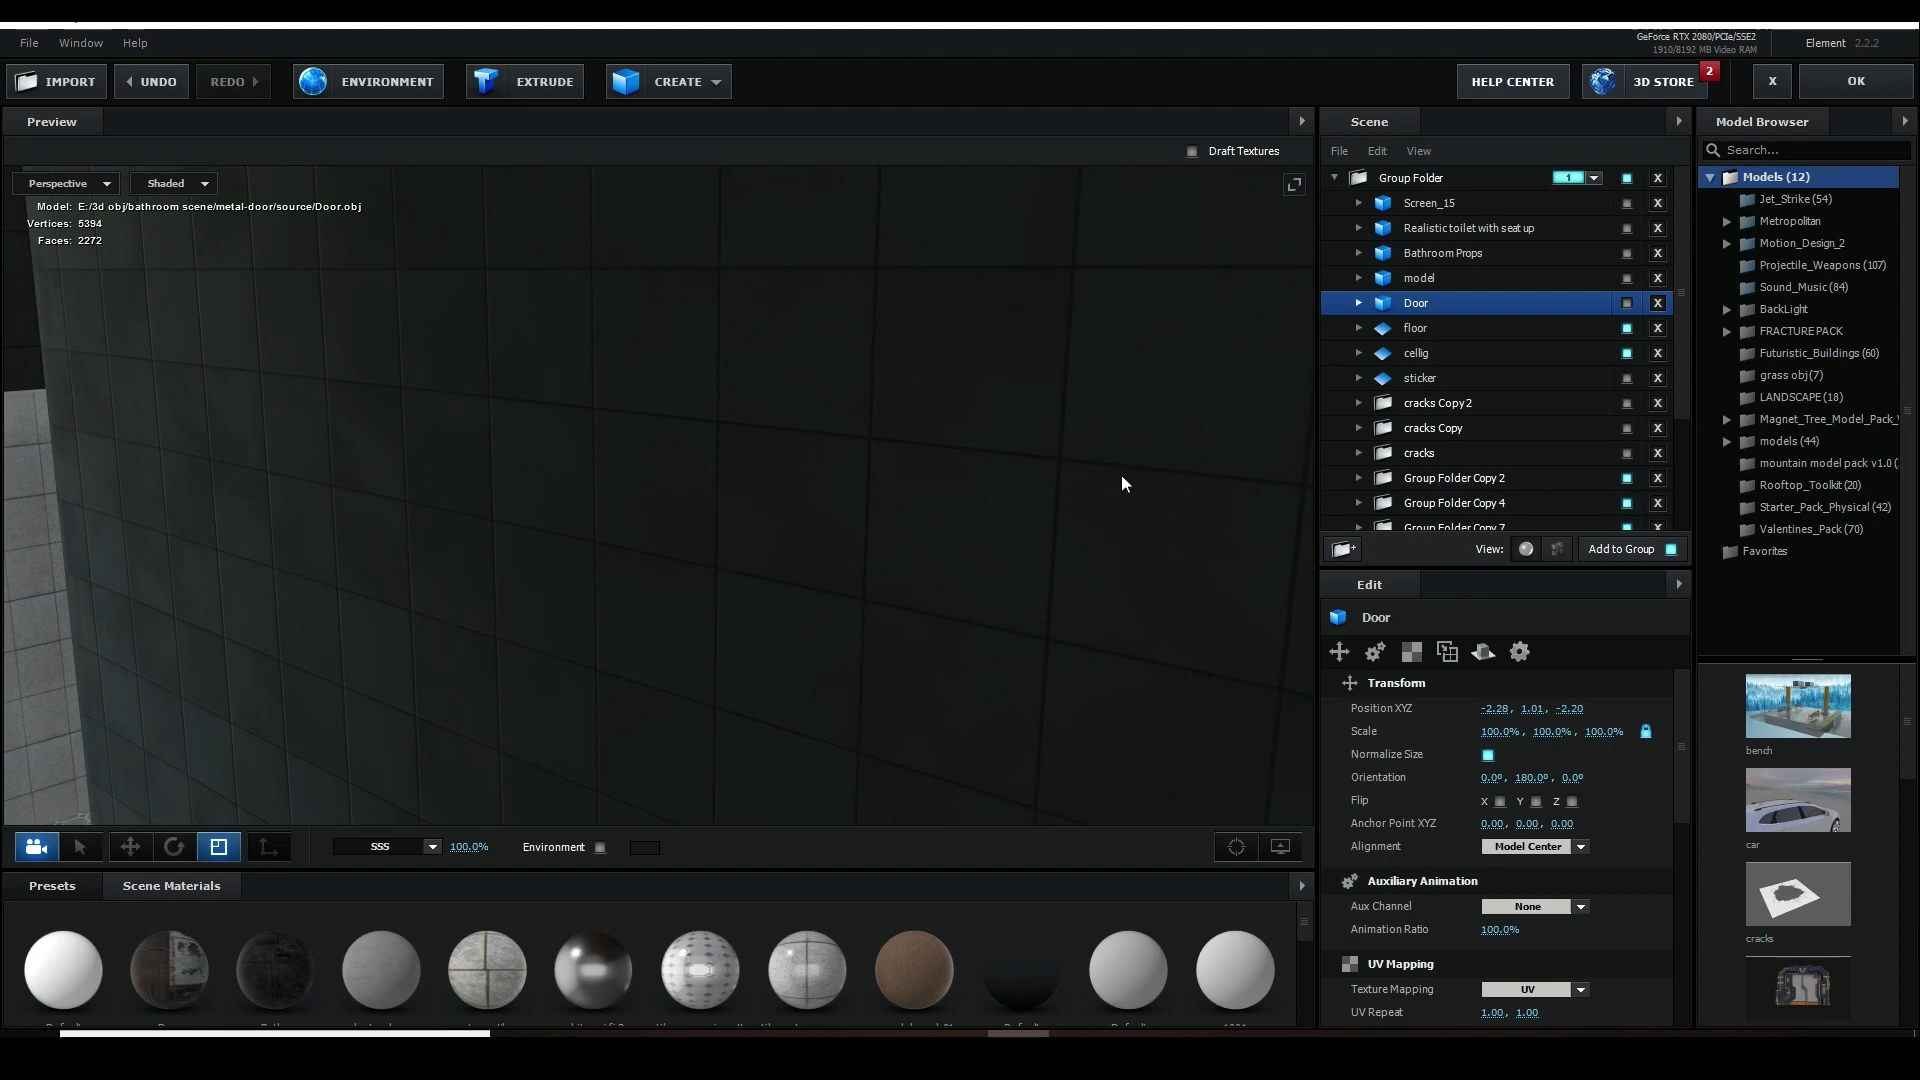 File Window Help
GeForce RTX 2080/PCIe/SSE2
1910/8192 MB Video RAM
Element 2.2.2
IMPORT UNDO REDO ENVIRONMENT EXTRUDE CREATE HELP CENTER 3D STORE 2 X OK
Preview
Draft Textures
Perspective Shaded
Model: E:/3d obj/bathroom scene/metal-door/source/Door.obj
Vertices: 5394
Faces: 2272
SSS 100.0% Environment
Presets Scene Materials
Scene
File Edit View
Group Folder 1 X
Screen_15 X
Realistic toilet with seat up X
Bathroom Props X
model X
Door X
floor X
cellig X
sticker X
cracks Copy 2 X
cracks Copy X
cracks X
Group Folder Copy 2 X
Group Folder Copy 4 X
Group Folder Copy 7 X
View: Add to Group
Edit
Door
Transform
Position XYZ -2.28, 1.01, -2.20
Scale 100.0%, 100.0%, 100.0%
Normalize Size
Orientation 0.0º, 180.0º, 0.0º
Flip X Y Z
Anchor Point XYZ 0.00, 0.00, 0.00
Alignment Model Center
Auxiliary Animation
Aux Channel None
Animation Ratio 100.0%
UV Mapping
Texture Mapping UV
UV Repeat 1.00, 1.00
Model Browser
Search...
Models (12)
Jet_Strike (54)
Metropolitan
Motion_Design_2
Projectile_Weapons (107)
Sound_Music (84)
BackLight
FRACTURE PACK
Futuristic_Buildings (60)
grass obj (7)
LANDSCAPE (18)
Magnet_Tree_Model_Pack_
models (44)
mountain model pack v1.0 (
Rooftop_Toolkit (20)
Starter_Pack_Physical (42)
Valentines_Pack (70)
Favorites
bench
car
cracks